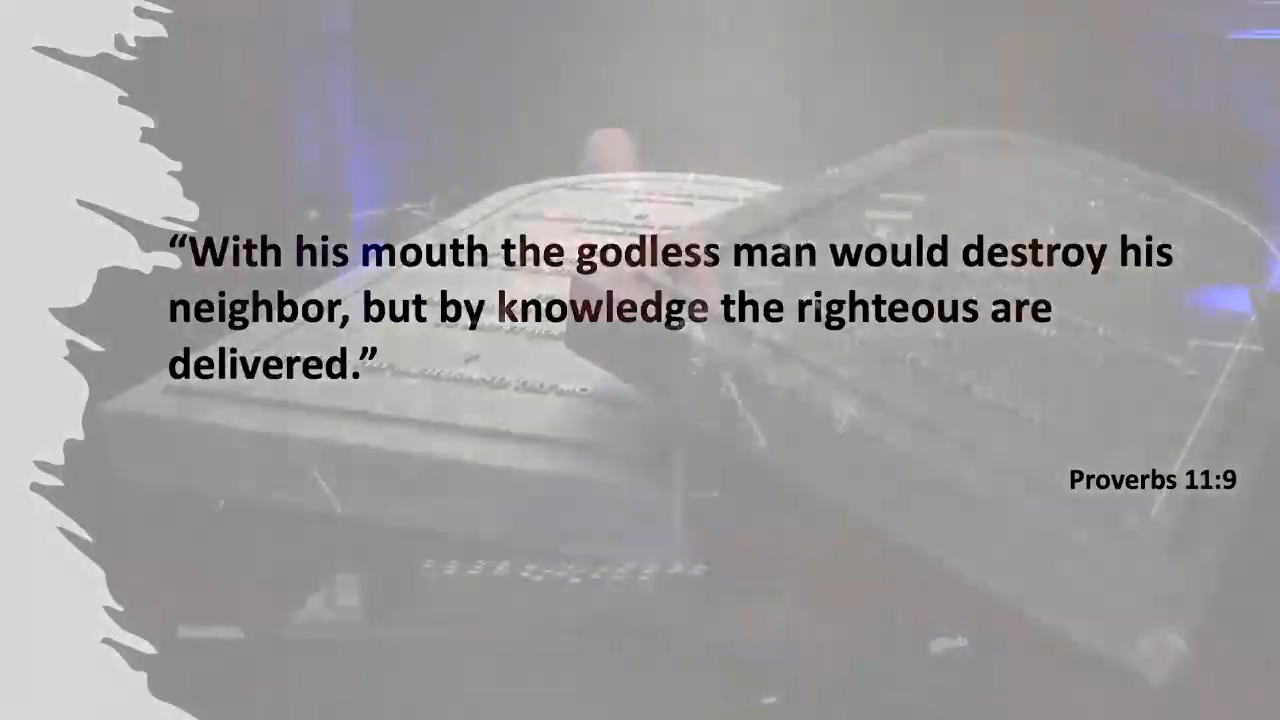 “With his mouth the godless man would destroy his
neighbor, but by knowledge the righteous are
delivered.”
Proverbs 11:9